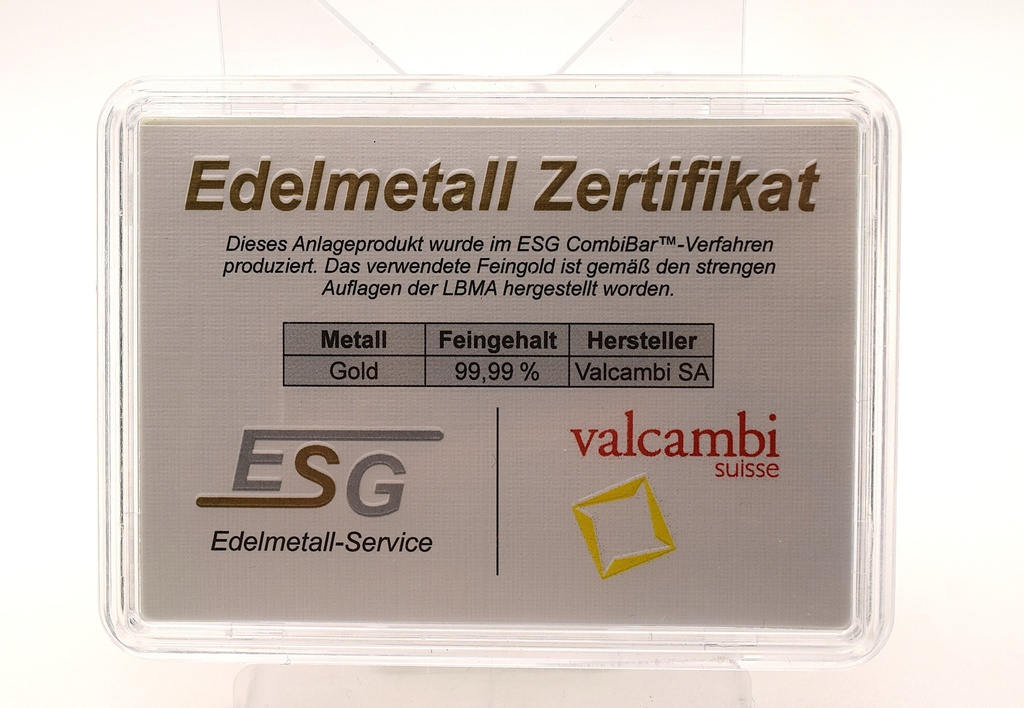 Edelmetall Zertifikat
Dieses Anlageprodukt wurde im ESG CombiBar™-Verfahren
produziert. Das verwendete Feingold ist gemäß den strengen
Auflagen der LBMA hergestellt worden.
Metall Feingehalt Hersteller
Gold 99,99 % Valcambi SA
ESG
Edelmetall-Service
valcambi
suisse